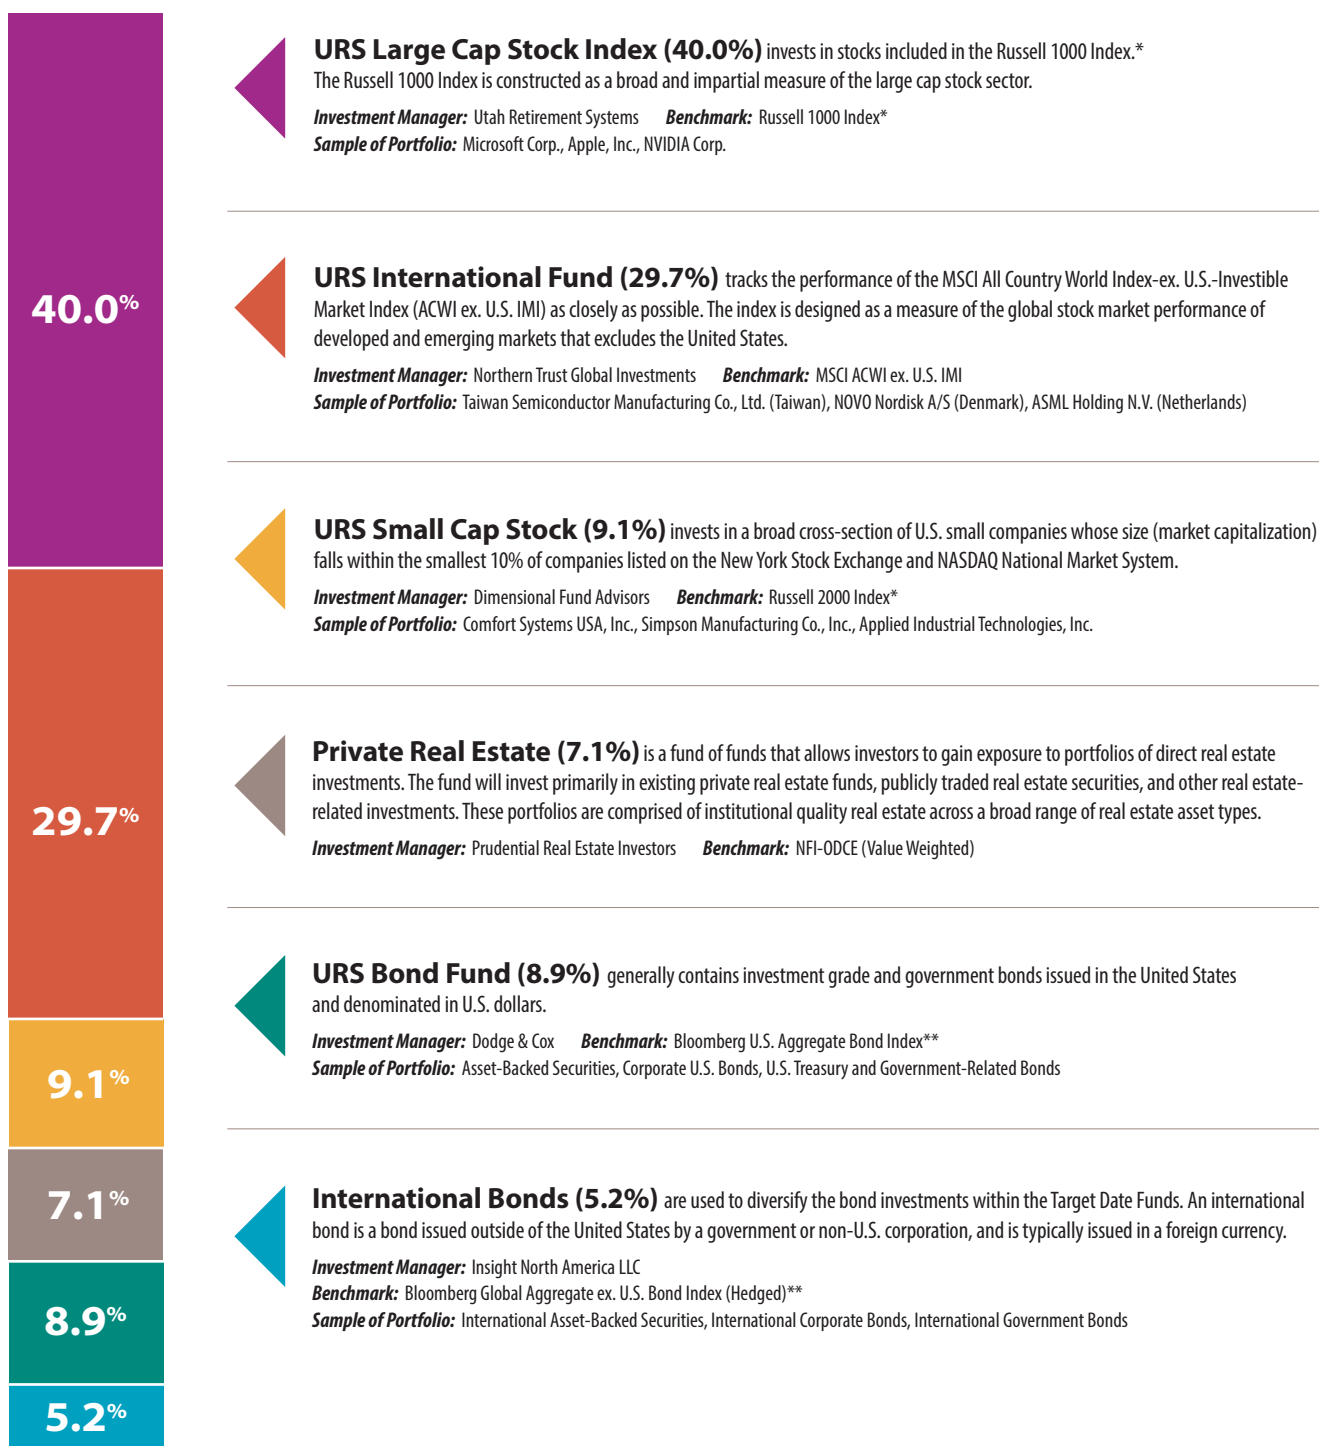 URS Large Cap Stock Index (40.0%) invests in stocks included in the Russell 1000 Index.*
The Russell 1000 Index is constructed as a broad and impartial measure of the large cap stock sector.
Investment Manager: Utah Retirement Systems Benchmark: Russell 1000 Index*
Sample of Portfolio: Microsoft Corp., Apple, Inc., NVIDIA Corp.
40.0%
URS International Fund (29.7%) tracks the performance of the MSCI All Country World Index-ex. U.S.-Investible
Market Index (ACWI ex. U.S. IMI) as closely as possible. The index is designed as a measure of the global stock market performance of
developed and emerging markets that excludes the United States.
Investment Manager: Northern Trust Global Investments Benchmark: MSCI ACWI ex. U.S. IMI
Sample of Portfolio: Taiwan Semiconductor Manufacturing Co., Ltd. (Taiwan), NOVO Nordisk A/S (Denmark), ASML Holding N.V. (Netherlands)
URS Small Cap Stock (9.1%) invests in a broad cross-section of U.S. small companies whose size (market capitalization)
falls within the smallest 10% of companies listed on the New York Stock Exchange and NASDAQ National Market System.
Investment Manager: Dimensional Fund Advisors Benchmark: Russell 2000 Index*
Sample of Portfolio: Comfort Systems USA, Inc., Simpson Manufacturing Co., Inc., Applied Industrial Technologies, Inc.
29.7%
Private Real Estate (7.1%) is a fund of funds that allows investors to gain exposure to portfolios of direct real estate
investments. The fund will invest primarily in existing private real estate funds, publicly traded real estate securities, and other real estate-
related investments. These portfolios are comprised of institutional quality real estate across a broad range of real estate asset types.
Investment Manager: Prudential Real Estate Investors Benchmark: NFI-ODCE (Value Weighted)
URS Bond Fund (8.9%) generally contains investment grade and government bonds issued in the United States
and denominated in U.S. dollars.
Investment Manager: Dodge & Cox Benchmark: Bloomberg U.S. Aggregate Bond Index**
Sample of Portfolio: Asset-Backed Securities, Corporate U.S. Bonds, U.S. Treasury and Government-Related Bonds
9.1%
7.1%
International Bonds (5.2%) are used to diversify the bond investments within the Target Date Funds. An international
bond is a bond issued outside of the United States by a government or non-U.S. corporation, and is typically issued in a foreign currency.
Investment Manager: Insight North America LLC
Benchmark: Bloomberg Global Aggregate ex. U.S. Bond Index (Hedged)**
Sample of Portfolio: International Asset-Backed Securities, International Corporate Bonds, International Government Bonds
8.9%
5.2%